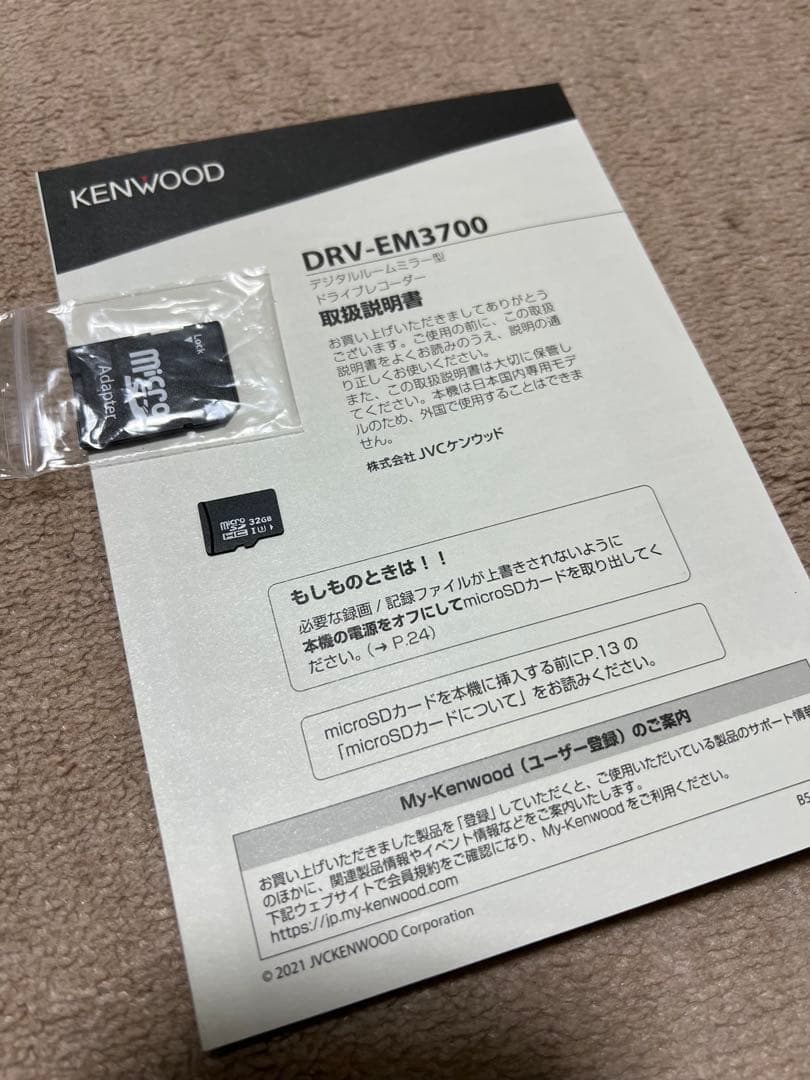 KENWOOD
DRV-EM3700
デジタルルームミラー型
ドライブレコーダー
取扱説明書
お買い上げいただきましてありがとう
ございます。ご使用の前に、この取扱
説明書をよくお読みのうえ、説明の通
り正しくお使いください。
また、この取扱説明書は大切に保管し
てください。本機は日本国内専用モデ
ルのため、外国で使用することはできま
せん。
株式会社 JVCケンウッド
Lock
micro
SD
Adapter
micro
SD
HC
32GB
I
もしものときは！！
必要な録画 / 記録ファイルが上書きされないように
本機の電源をオフにしてmicroSDカードを取り出してく
ださい。(➔ P.24)
microSDカードを本機に挿入する前にP.13 の
「microSDカードについて」をお読みください。
My-Kenwood（ユーザー登録）のご案内
お買い上げいただきました製品を「登録」していただくと、ご使用いただいている製品のサポート情報
のほかに、関連製品情報やイベント情報などをご案内いたします。
下記ウェブサイトで会員規約をご確認になり、My-Kenwood をご利用ください。
https://jp.my-kenwood.com
B5
© 2021 JVCKENWOOD Corporation